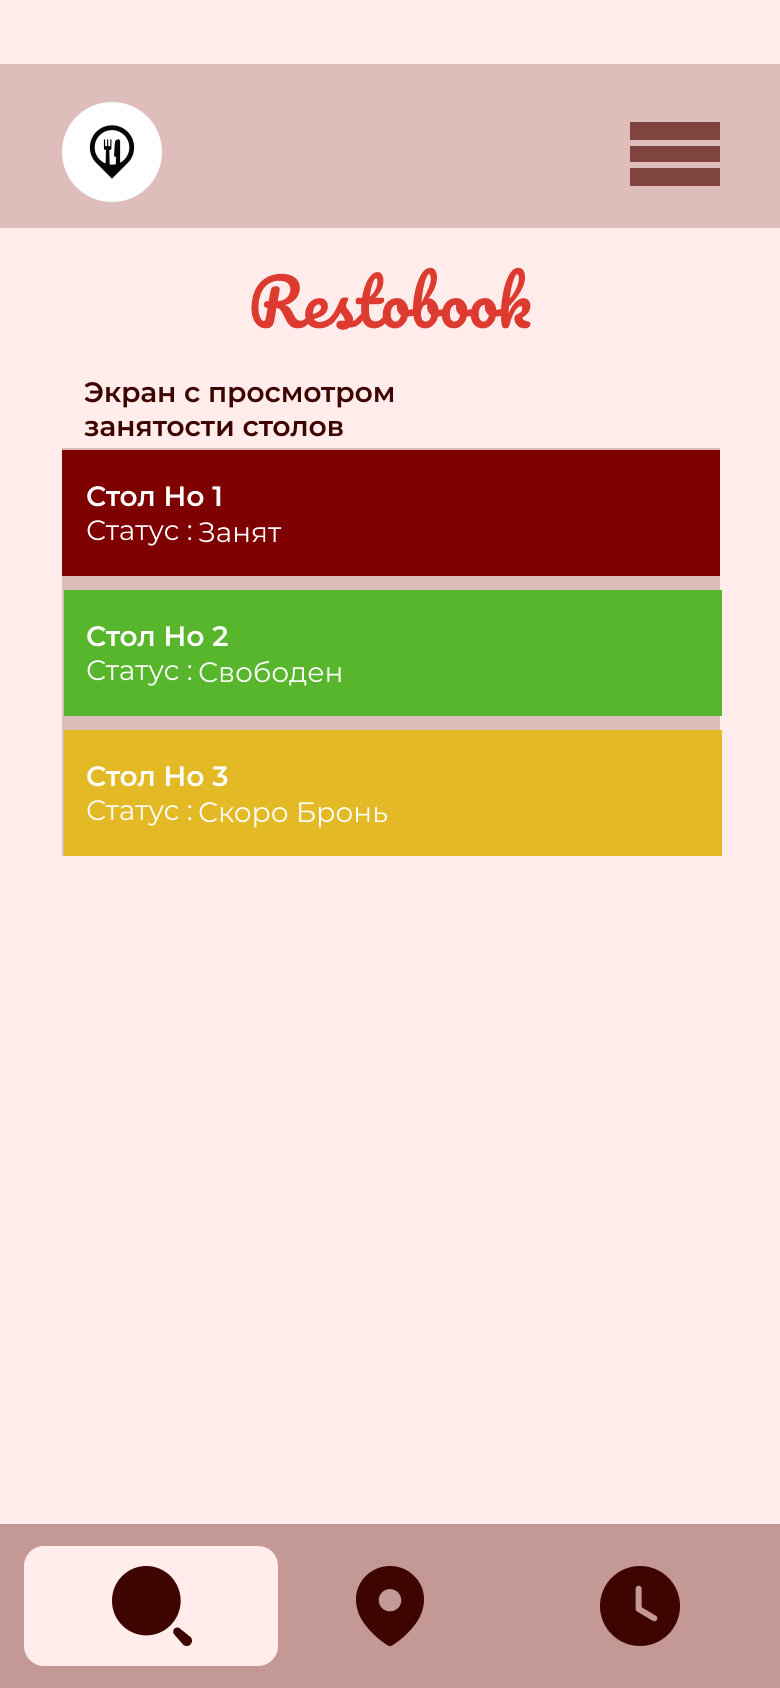 Restobook
Экран с просмотром
занятости столов
Стол Но 1
Статус : Занят
Стол Но 2
Статус : Свободен
Стол Но 3
Статус : Скоро Бронь